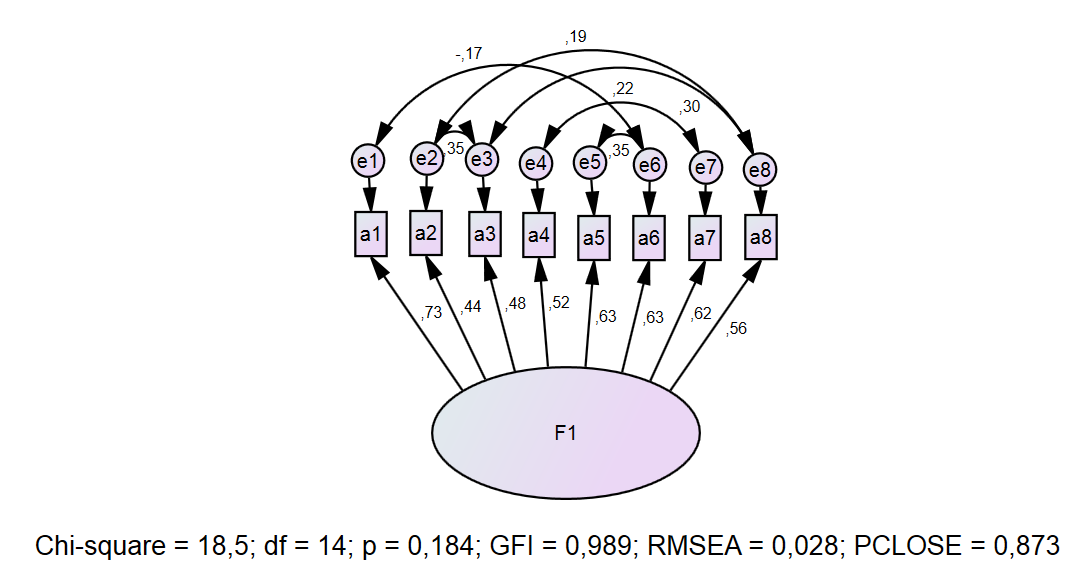 ,19
-,17
,22
,30
,35
,35
e1 e2 e3 e4 e5 e6 e7 e8
a1 a2 a3 a4 a5 a6 a7 a8
,73 ,44 ,48 ,52 ,63 ,63 ,62 ,56
F1
Chi-square = 18,5; df = 14; p = 0,184; GFI = 0,989; RMSEA = 0,028; PCLOSE = 0,873